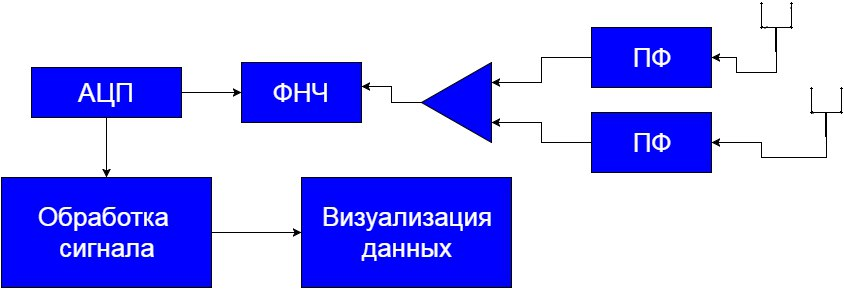 ПФ
АЦП
ФНЧ
ПФ
Обработка
сигнала
Визуализация
данных